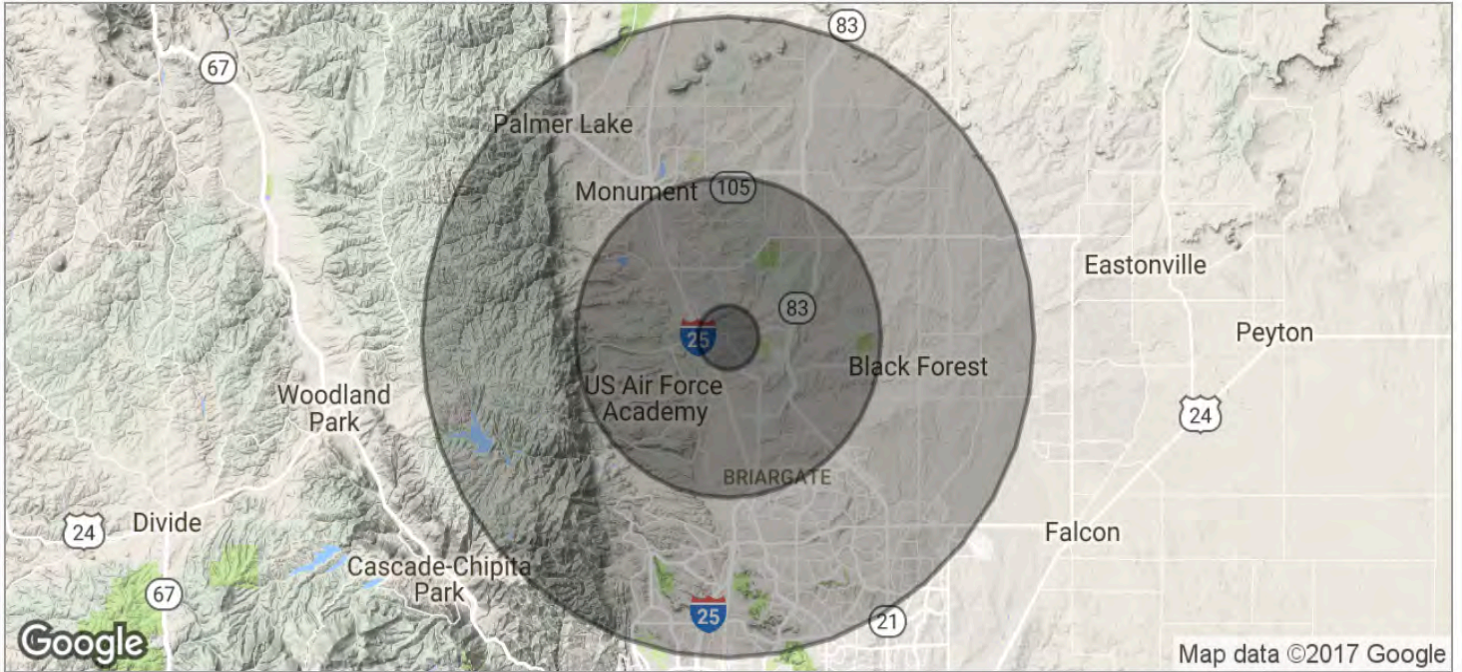 83
67
Palmer Lake
Monument
105
Eastonville
83
25
Peyton
Black Forest
US Air Force
Academy
Woodland
Park
24
BRIARGATE
Divide
24
Falcon
Cascade-Chipita
Park
67
25
21
Google
Map data ©2017 Google